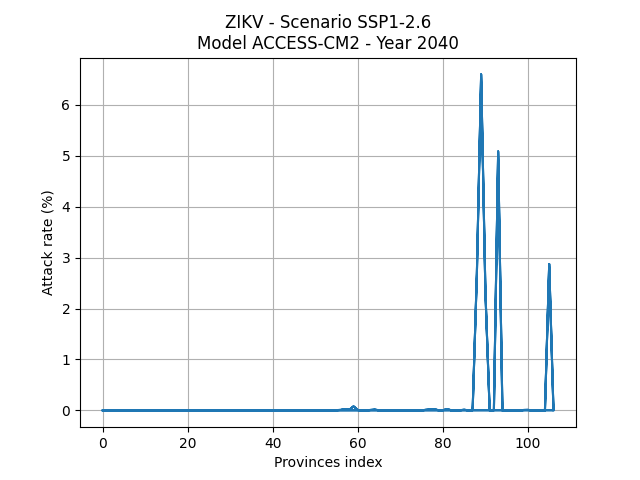 ZIKV - Scenario SSP1-2.6
Model ACCESS-CM2 - Year 2040
Attack rate (%)
6
5
4
3
2
1
0
0 20 40 60 80 100
Provinces index